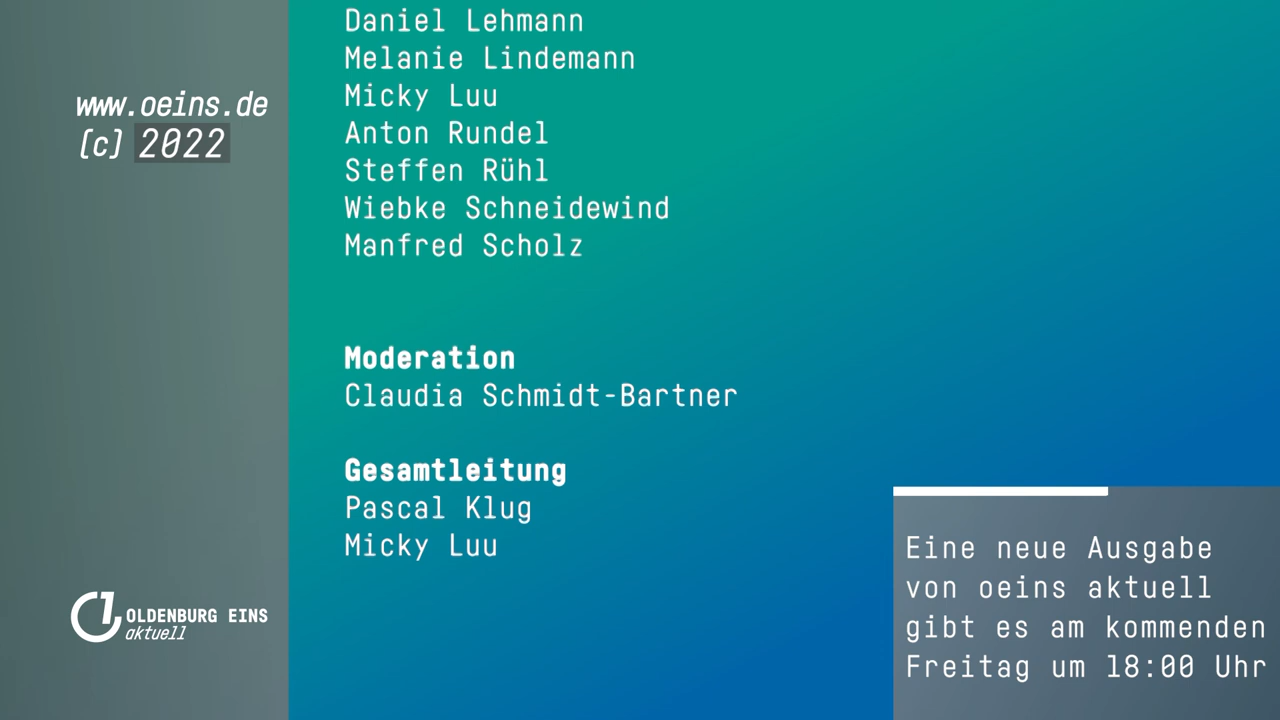 www.oeins.de
(c) 2022
OLDENBURG EINS
aktuell
Daniel Lehmann
Melanie Lindemann
Micky Luu
Anton Rundel
Steffen Rühl
Wiebke Schneidewind
Manfred Scholz
Moderation
Claudia Schmidt-Bartner
Gesamtleitung
Pascal Klug
Micky Luu
Eine neue Ausgabe
von oeins aktuell
gibt es am kommenden
Freitag um 18:00 Uhr